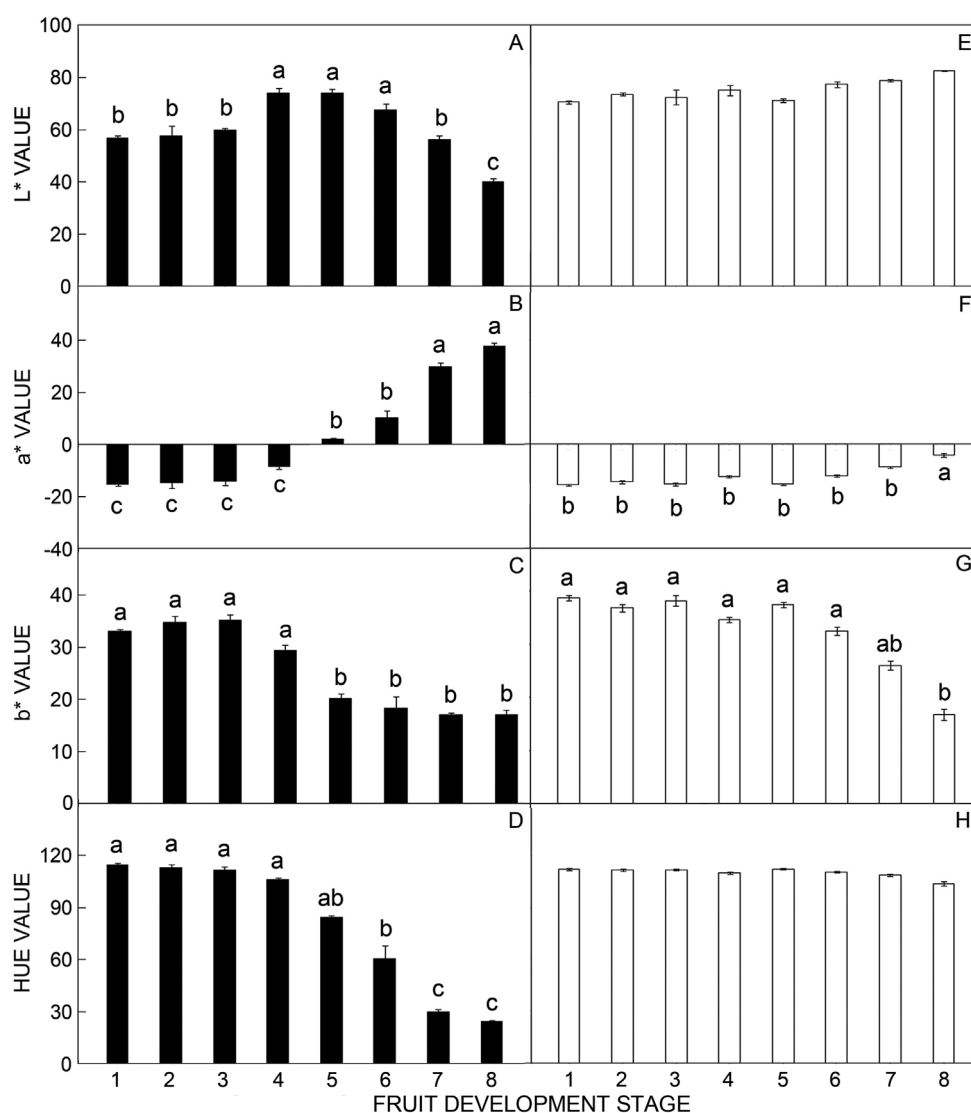 L* VALUE
100
80
60
40
20
0
A
b b b a a a b c
E
a* VALUE
40
20
0
-20
-40
B
c c c c b b a a
F
b b b b b b b a
b* VALUE
40
30
20
10
0
C
a a a a b b b b
G
a a a a a a ab b
HUE VALUE
120
90
60
30
0
D
a a a a ab b c c
H
1 2 3 4 5 6 7 8
1 2 3 4 5 6 7 8
FRUIT DEVELOPMENT STAGE